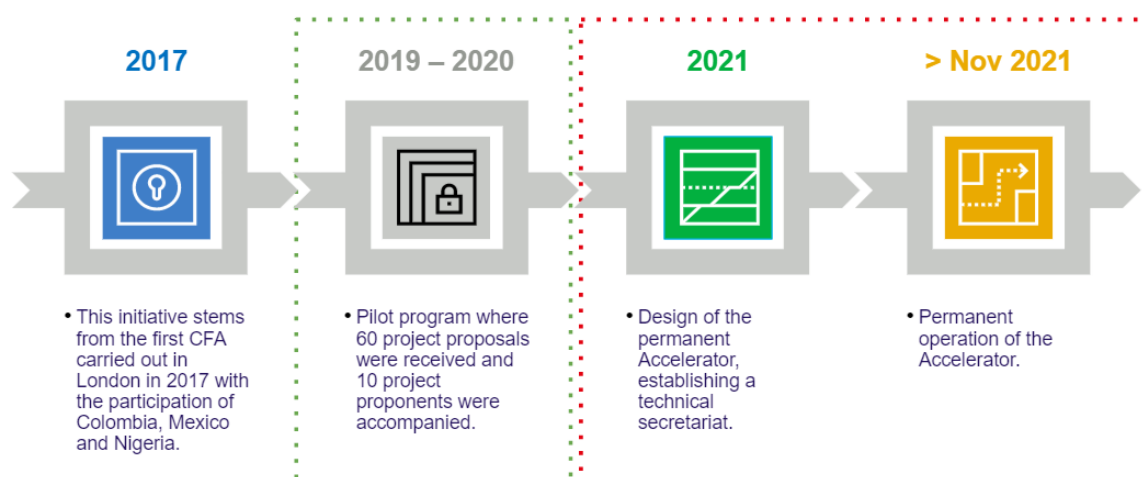 2017
• This initiative stems
from the first CFA
carried out in
London in 2017 with
the participation of
Colombia, Mexico
and Nigeria.
2019 – 2020
• Pilot program where
60 project proposals
were received and
10 project
proponents were
accompanied.
2021
• Design of the
permanent
Accelerator,
establishing a
technical
secretariat.
> Nov 2021
• Permanent
operation of the
Accelerator.